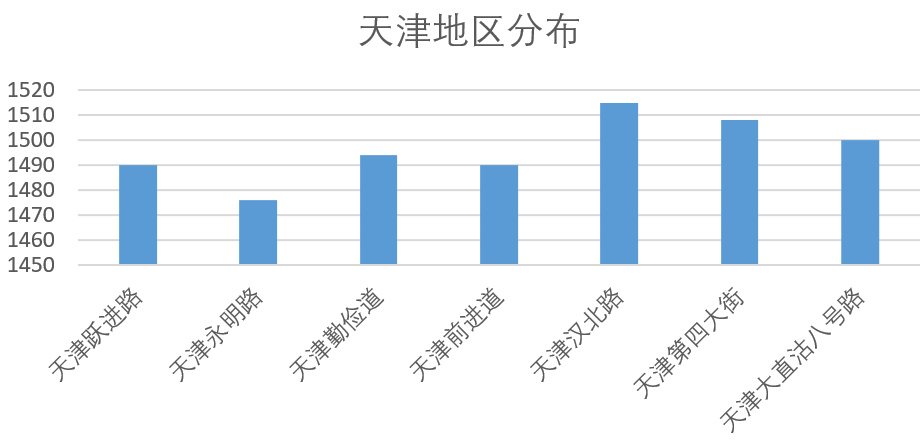 天津地区分布
1520
1510
1500
1490
1480
1470
1460
1450
天津跃进路
天津永明路
天津勤俭道
天津前进道
天津汉北路
天津第四大街
天津大直沽八号路